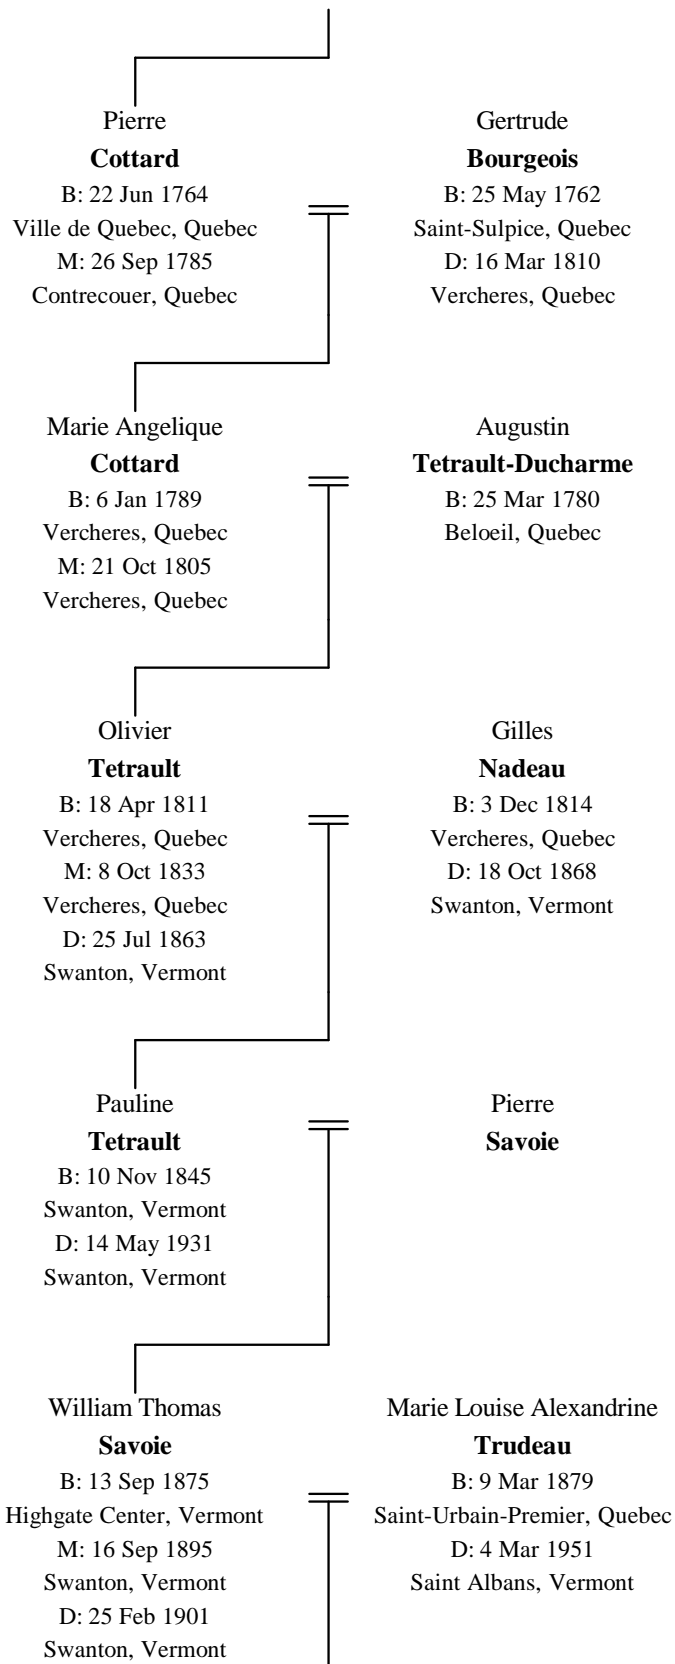 Pierre
Cottard
B: 22 Jun 1764
Ville de Quebec, Quebec
M: 26 Sep 1785
Contrecouer, Quebec
Gertrude
Bourgeois
B: 25 May 1762
Saint-Sulpice, Quebec
D: 16 Mar 1810
Vercheres, Quebec
Marie Angelique
Cottard
B: 6 Jan 1789
Vercheres, Quebec
M: 21 Oct 1805
Vercheres, Quebec
Augustin
Tetrault-Ducharme
B: 25 Mar 1780
Beloeil, Quebec
Olivier
Tetrault
B: 18 Apr 1811
Vercheres, Quebec
M: 8 Oct 1833
Vercheres, Quebec
D: 25 Jul 1863
Swanton, Vermont
Gilles
Nadeau
B: 3 Dec 1814
Vercheres, Quebec
D: 18 Oct 1868
Swanton, Vermont
Pauline
Tetrault
B: 10 Nov 1845
Swanton, Vermont
D: 14 May 1931
Swanton, Vermont
Pierre
Savoie
William Thomas
Savoie
B: 13 Sep 1875
Highgate Center, Vermont
M: 16 Sep 1895
Swanton, Vermont
D: 25 Feb 1901
Swanton, Vermont
Marie Louise Alexandrine
Trudeau
B: 9 Mar 1879
Saint-Urbain-Premier, Quebec
D: 4 Mar 1951
Saint Albans, Vermont